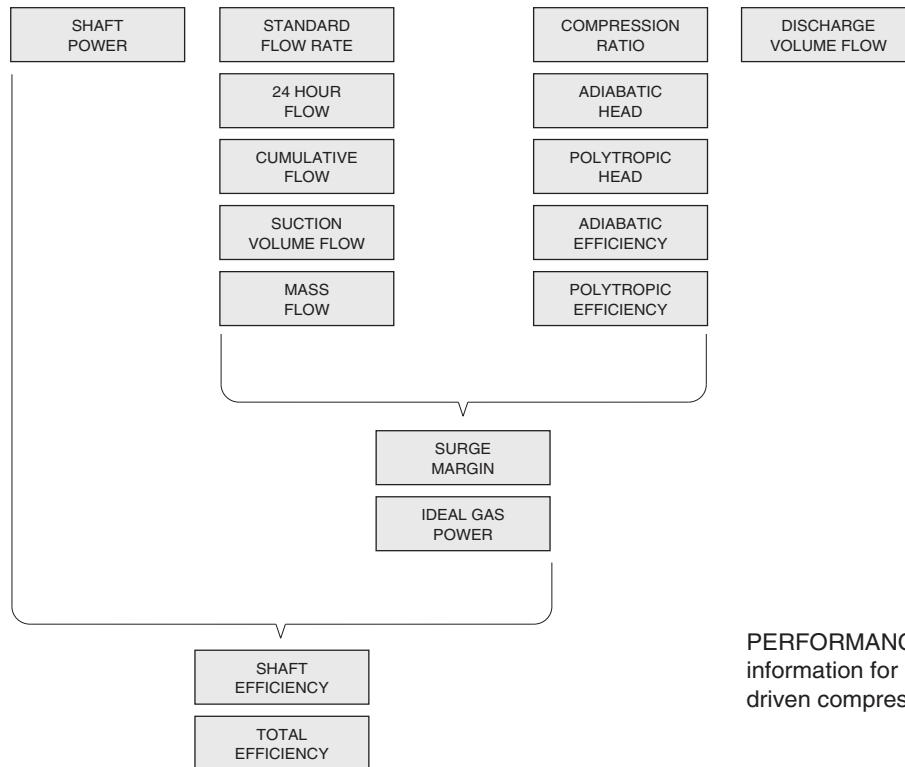 SHAFT
POWER
STANDARD
FLOW RATE
COMPRESSION
RATIO
DISCHARGE
VOLUME FLOW
24 HOUR
FLOW
ADIABATIC
HEAD
CUMULATIVE
FLOW
POLYTROPIC
HEAD
SUCTION
VOLUME FLOW
ADIABATIC
EFFICIENCY
MASS
FLOW
POLYTROPIC
EFFICIENCY
SURGE
MARGIN
IDEAL GAS
POWER
SHAFT
EFFICIENCY
TOTAL
EFFICIENCY
information for
driven